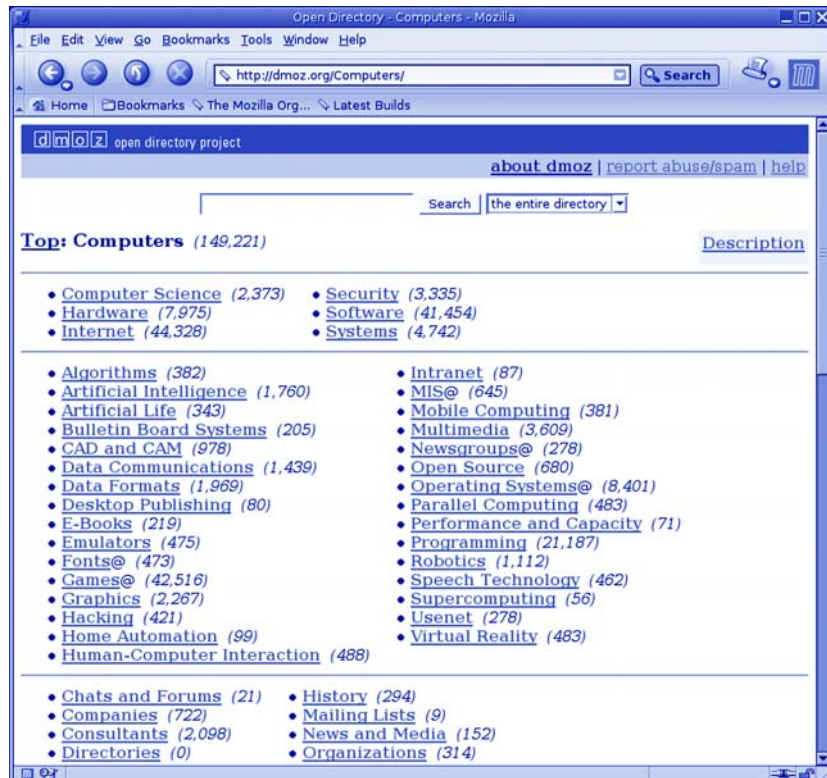 Open Directory - Computers - Mozilla
File Edit View Go Bookmarks Tools Window Help
http://dmoz.org/Computers/ Search
Home Bookmarks The Mozilla Org... Latest Builds
dmoz open directory project
about dmoz | report abuse/spam | help
Search the entire directory
Top: Computers (149,221) Description
Computer Science (2,373) Security (3,335)
Hardware (7,975) Software (41,454)
Internet (44,328) Systems (4,742)
Algorithms (382) Intranet (87)
Artificial Intelligence (1,760) MIS@ (645)
Artificial Life (343) Mobile Computing (381)
Bulletin Board Systems (205) Multimedia (3,609)
CAD and CAM (978) Newsgroups@ (278)
Data Communications (1,439) Open Source (680)
Data Formats (1,969) Operating Systems@ (8,401)
Desktop Publishing (80) Parallel Computing (483)
E-Books (219) Performance and Capacity (71)
Emulators (475) Programming (21,187)
Fonts@ (473) Robotics (1,112)
Games@ (42,516) Speech Technology (462)
Graphics (2,267) Supercomputing (56)
Hacking (421) Usenet (278)
Home Automation (99) Virtual Reality (483)
Human-Computer Interaction (488)
Chats and Forums (21) History (294)
Companies (722) Mailing Lists (9)
Consultants (2,098) News and Media (152)
Directories (0) Organizations (314)